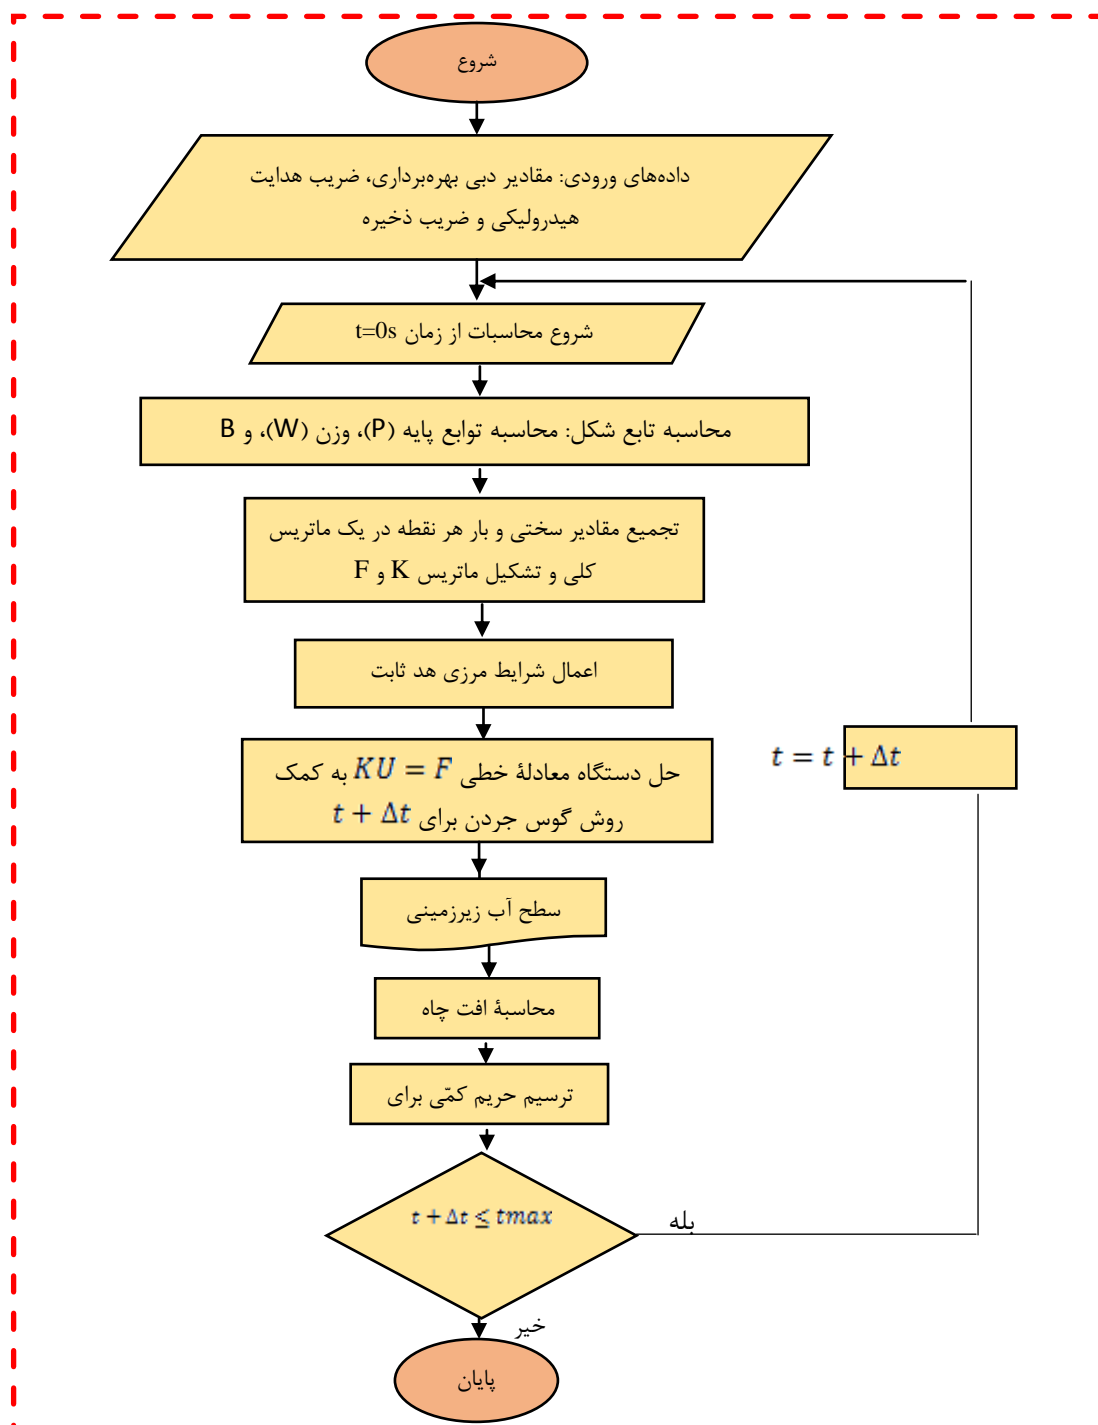 شروع
داده‌های ورودی: مقادیر دبی بهره‌برداری، ضریب هدایت
هیدرولیکی و ضریب ذخیره
شروع محاسبات از زمان t=0s
محاسبه تابع شکل: محاسبه توابع پایه (P)، وزن (W)، و B
تجمیع مقادیر سختی و بار هر نقطه در یک ماتریس
کلی و تشکیل ماتریس K و F
اعمال شرایط مرزی هد ثابت
حل دستگاه معادلۀ خطی KU = F به کمک
روش گوس جردن برای t + Δt
t = t + Δt
سطح آب زیرزمینی
محاسبۀ افت چاه
ترسیم حریم کمّی برای
t + Δt ≤ tmax
بله
خیر
پایان